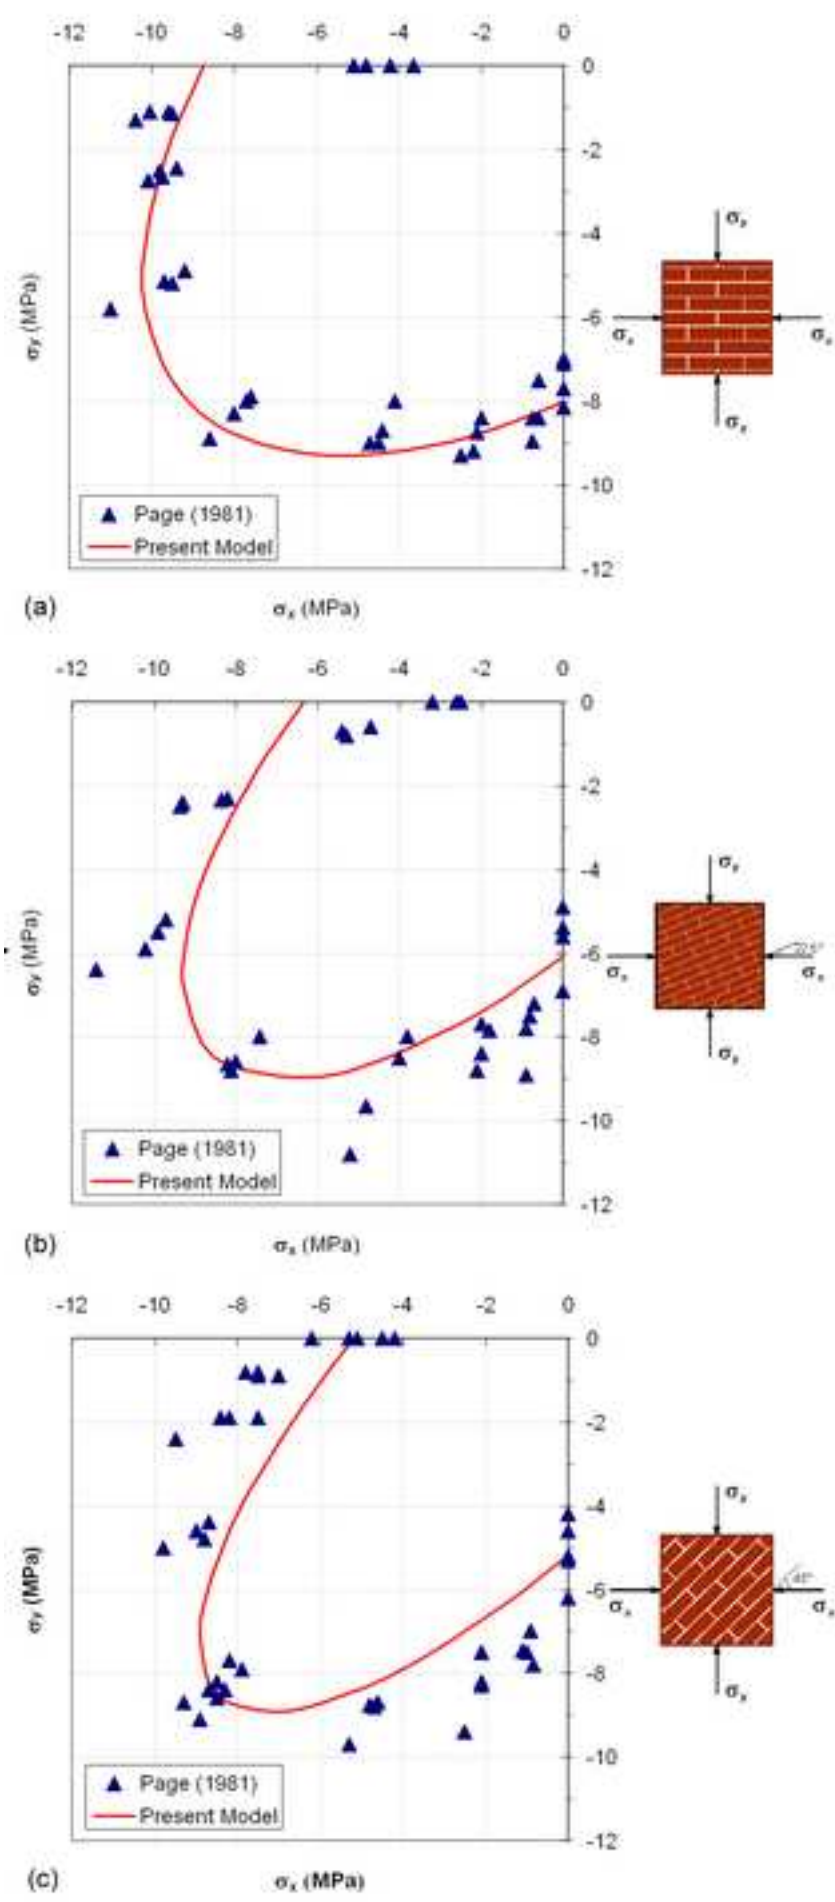 -12 -10 -8 -6 -4 -2 0
0
-2
-4
-6
-8
-10
-12
σy (MPa)
Page (1981)
Present Model
(a)
σx (MPa)
σy
σx σx
σy
-12 -10 -8 -6 -4 -2 0
0
-2
-4
-6
-8
-10
-12
σy (MPa)
Page (1981)
Present Model
(b)
σx (MPa)
σy
σx σx
σy
-12 -10 -8 -6 -4 -2 0
0
-2
-4
-6
-8
-10
-12
σy (MPa)
Page (1981)
Present Model
(c)
σx (MPa)
σy
45°
σx σx
σy